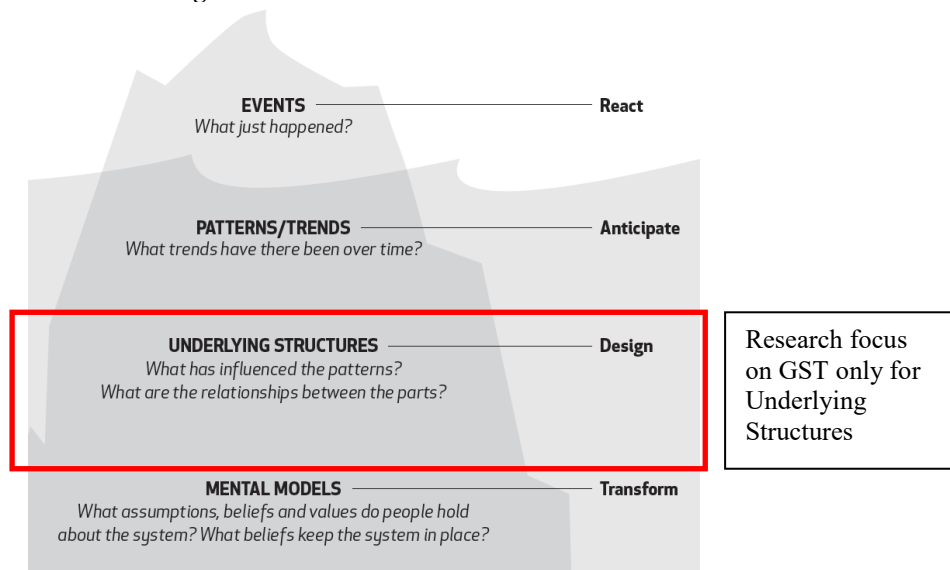 EVENTS React
What just happened?
PATTERNS/TRENDS Anticipate
What trends have there been over time?
UNDERLYING STRUCTURES Design
What has influenced the patterns?
What are the relationships between the parts?
Research focus
on GST only for
Underlying
Structures
MENTAL MODELS Transform
What assumptions, beliefs and values do people hold
about the system? What beliefs keep the system in place?